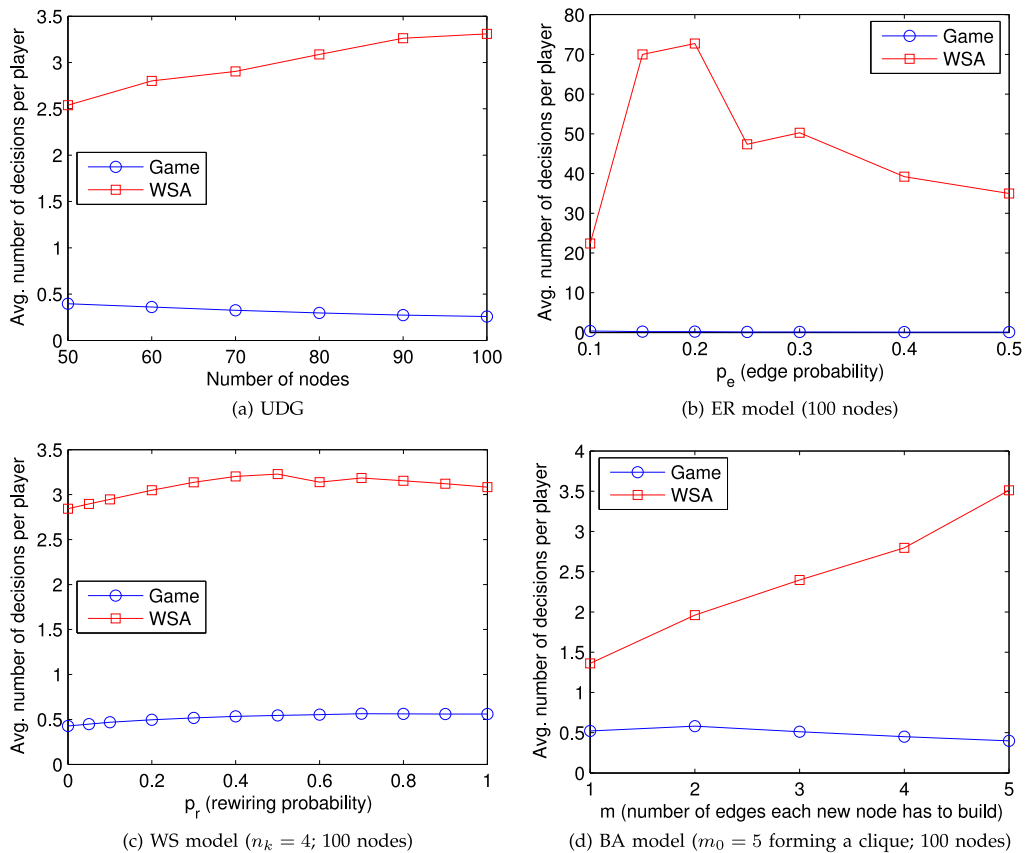 Avg. number of decisions per player
3.5
3
2.5
2
1.5
1
0.5
0
Game
WSA
50 60 70 80 90 100
Number of nodes
(a) UDG
Avg. number of decisions per player
80
70
60
50
40
30
20
10
0
Game
WSA
0.1 0.2 0.3 0.4 0.5
p_e (edge probability)
(b) ER model (100 nodes)
Avg. number of decisions per player
3.5
3
2.5
2
1.5
1
0.5
0
Game
WSA
0 0.2 0.4 0.6 0.8 1
p_r (rewiring probability)
(c) WS model (n_k = 4; 100 nodes)
Avg. number of decisions per player
4
3.5
3
2.5
2
1.5
1
0.5
0
Game
WSA
1 2 3 4 5
m (number of edges each new node has to build)
(d) BA model (m_0 = 5 forming a clique; 100 nodes)